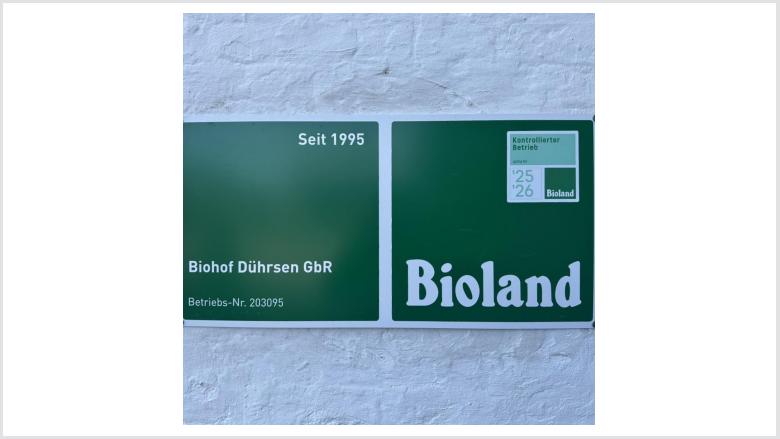 Seit 1995
Biohof Dührsen GbR
Betriebs-Nr. 203095
Kontrollierter
Betrieb
'25
'26
Bioland
Bioland